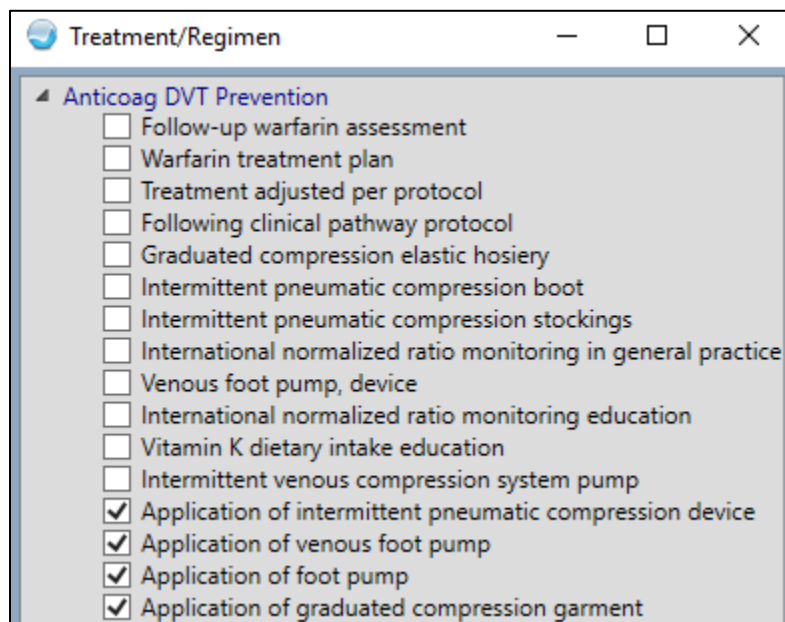 Treatment/Regimen
Anticoag DVT Prevention
Follow-up warfarin assessment
Warfarin treatment plan
Treatment adjusted per protocol
Following clinical pathway protocol
Graduated compression elastic hosiery
Intermittent pneumatic compression boot
Intermittent pneumatic compression stockings
International normalized ratio monitoring in general practice
Venous foot pump, device
International normalized ratio monitoring education
Vitamin K dietary intake education
Intermittent venous compression system pump
Application of intermittent pneumatic compression device
Application of venous foot pump
Application of foot pump
Application of graduated compression garment